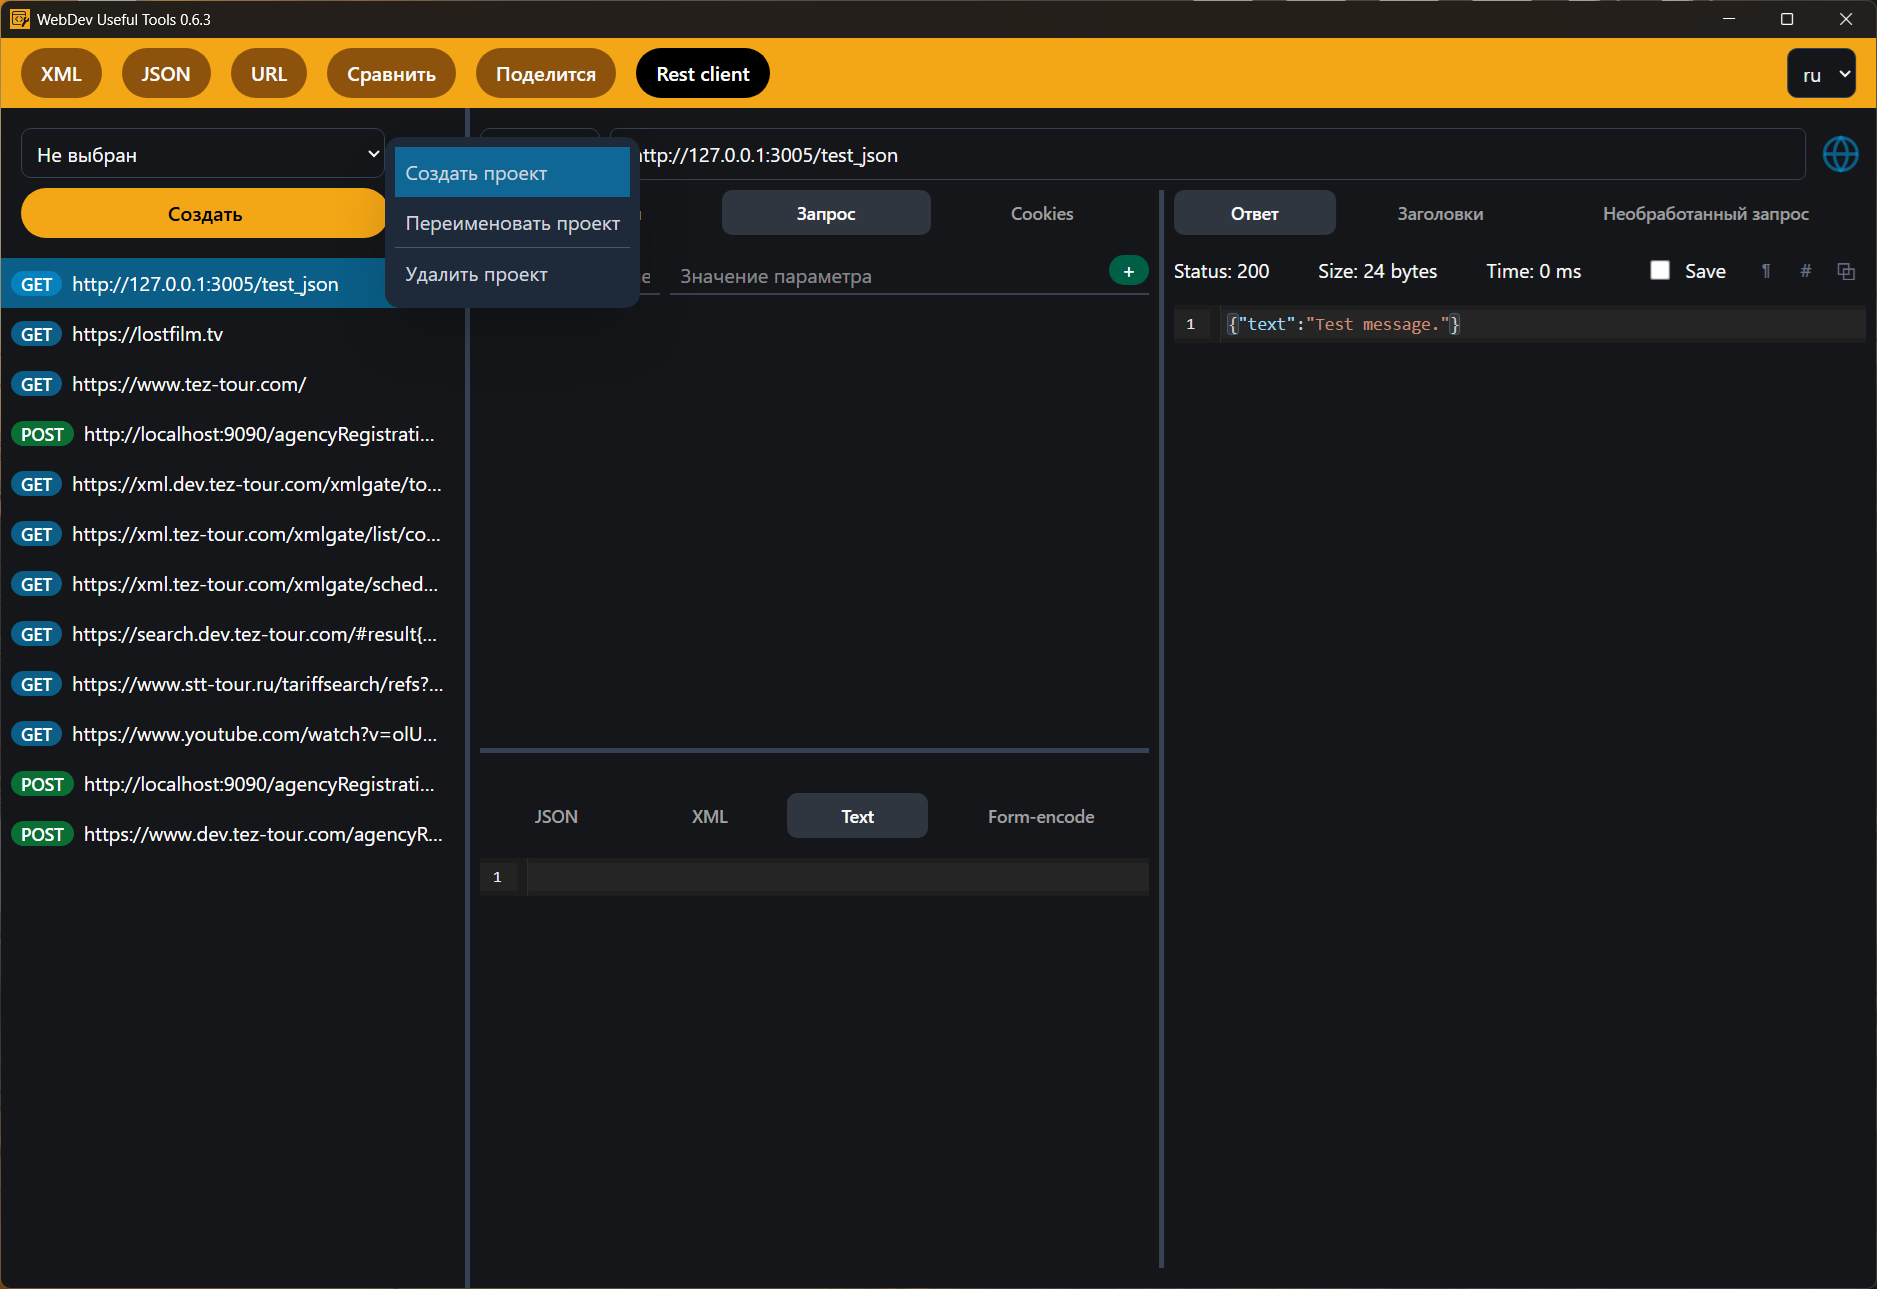 WebDev Useful Tools 0.6.3
XML
JSON
URL
Сравнить
Поделится
Rest client
ru
Не выбран
Создать
GET http://127.0.0.1:3005/test_json
GET https://lostfilm.tv
GET https://www.tez-tour.com/
POST http://localhost:9090/agencyRegistrati...
GET https://xml.dev.tez-tour.com/xmlgate/to...
GET https://xml.tez-tour.com/xmlgate/list/co...
GET https://xml.tez-tour.com/xmlgate/sched...
GET https://search.dev.tez-tour.com/#result{...
GET https://www.stt-tour.ru/tariffsearch/refs?...
GET https://www.youtube.com/watch?v=olU...
POST http://localhost:9090/agencyRegistrati...
POST https://www.dev.tez-tour.com/agencyR...
Создать проект
Переименовать проект
Удалить проект
ttp://127.0.0.1:3005/test_json
Запрос
Cookies
Значение параметра
+
JSON
XML
Text
Form-encode
1
Ответ
Заголовки
Необработанный запрос
Status: 200
Size: 24 bytes
Time: 0 ms
Save
¶
#
1 {"text":"Test message."}